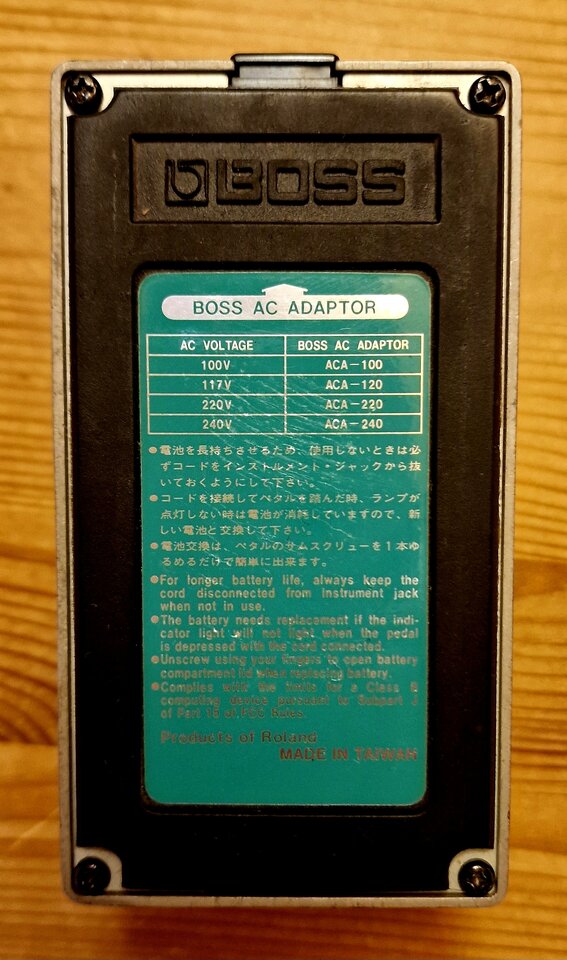 BOSS
BOSS AC ADAPTOR
AC VOLTAGE BOSS AC ADAPTOR
100V ACA-100
117V ACA-120
220V ACA-220
240V ACA-240
●電池を長持ちさせるため、使用しないときは必
ずコードをインストルメント・ジャックから抜
いておくようにして下さい。
●コードを接続してペダルを踏んだ時、ランプが
点灯しない時は電池が消耗していますので、新
しい電池と交換して下さい。
●電池交換は、ペダルのサムスクリューを1本ゆ
るめるだけで簡単に出来ます。
●For longer battery life, always keep the
cord disconnected from Instrument jack
when not in use.
●The battery needs replacement if the indi-
cator light will not light when the pedal
is depressed with the cord connected.
●Unscrew using your fingers to open battery
compartment lid when replacing battery.
●Complies with the limits for a Class B
computing device pursuant to Subpart J
of Part 15 of FCC Rules.
Products of Roland
MADE IN TAIWAN